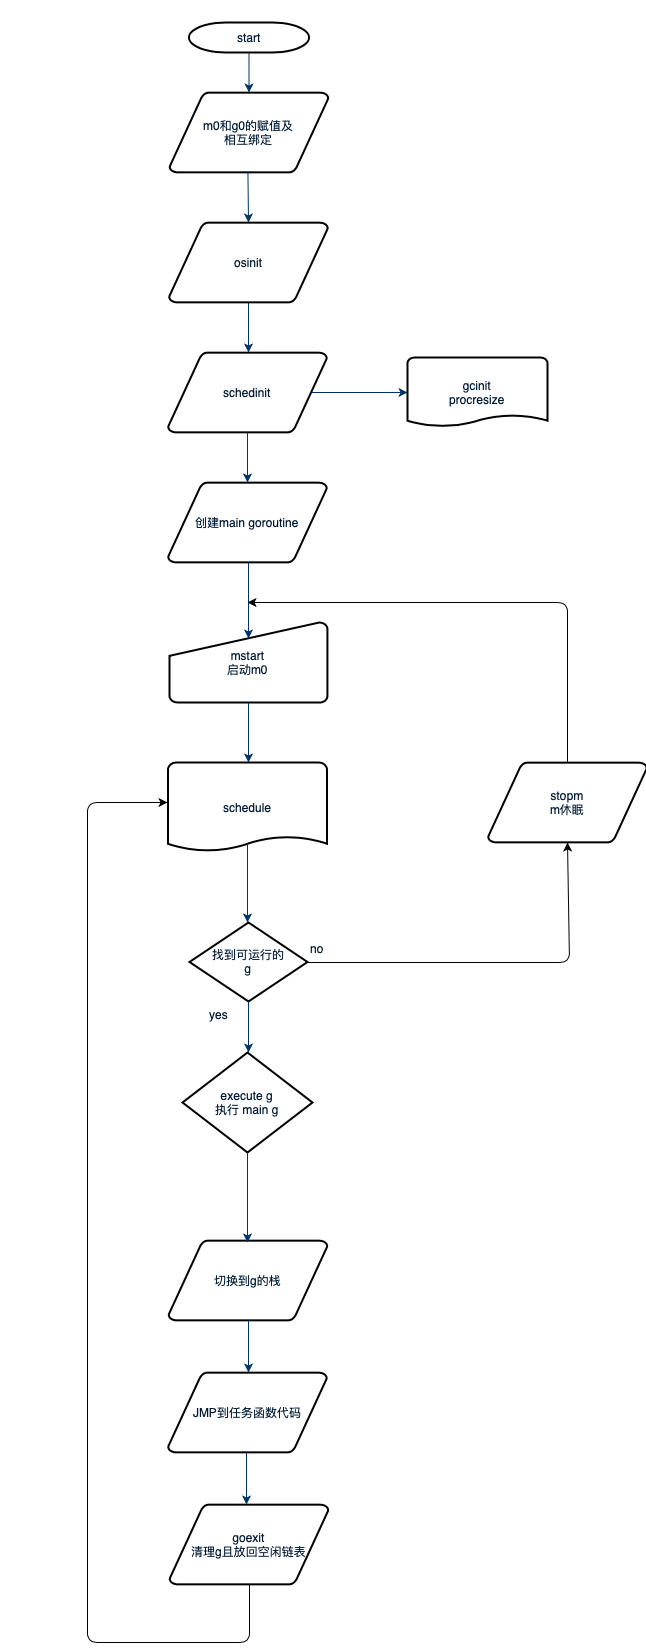 start
m0和g0的赋值及
相互绑定
osinit
schedinit
gcinit
procresize
创建main goroutine
mstart
启动m0
schedule
stopm
m休眠
找到可运行的
g
no
yes
execute g
执行 main g
切换到g的栈
JMP到任务函数代码
goexit
清理g且放回空闲链表